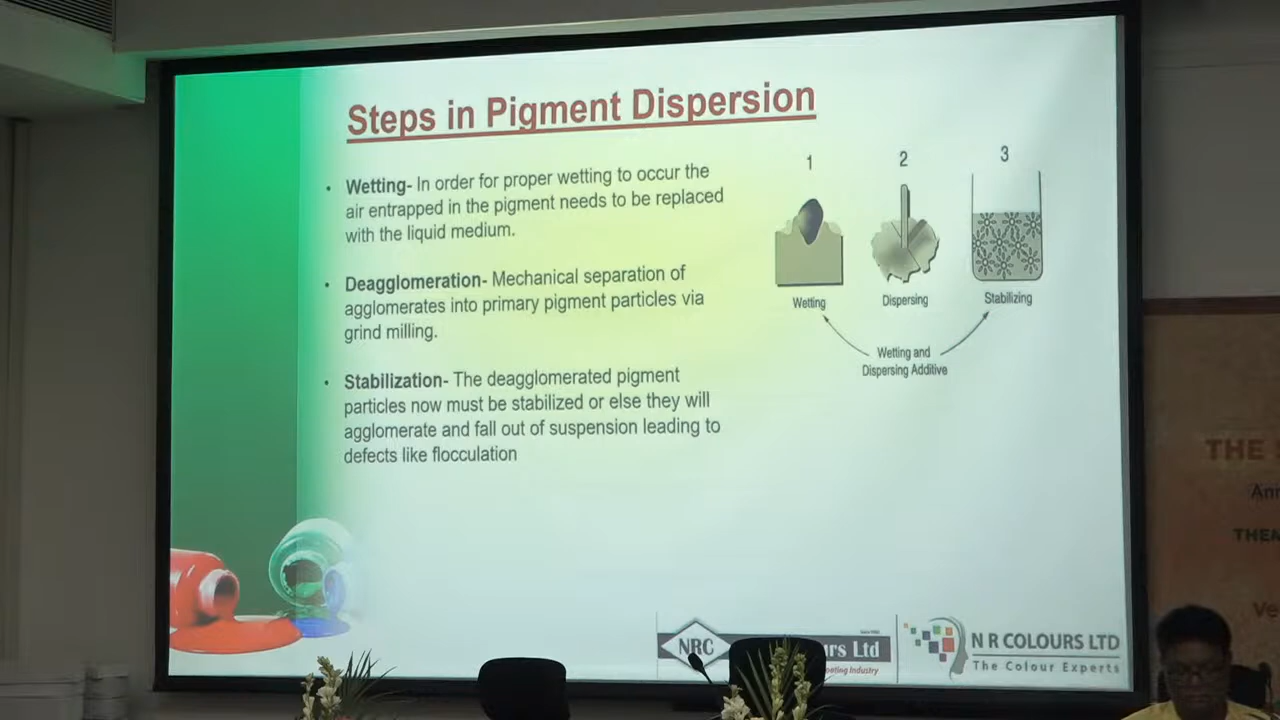 Steps in Pigment Dispersion
• Wetting- In order for proper wetting to occur the
air entrapped in the pigment needs to be replaced
with the liquid medium.
• Deagglomeration- Mechanical separation of
agglomerates into primary pigment particles via
grind milling.
• Stabilization- The deagglomerated pigment
particles now must be stabilized or else they will
agglomerate and fall out of suspension leading to
defects like flocculation
1 2 3
Wetting Dispersing Stabilizing
Wetting and
Dispersing Additive
NRC
Ltd
Industry
N R COLOURS LTD
The Colour Experts
THE